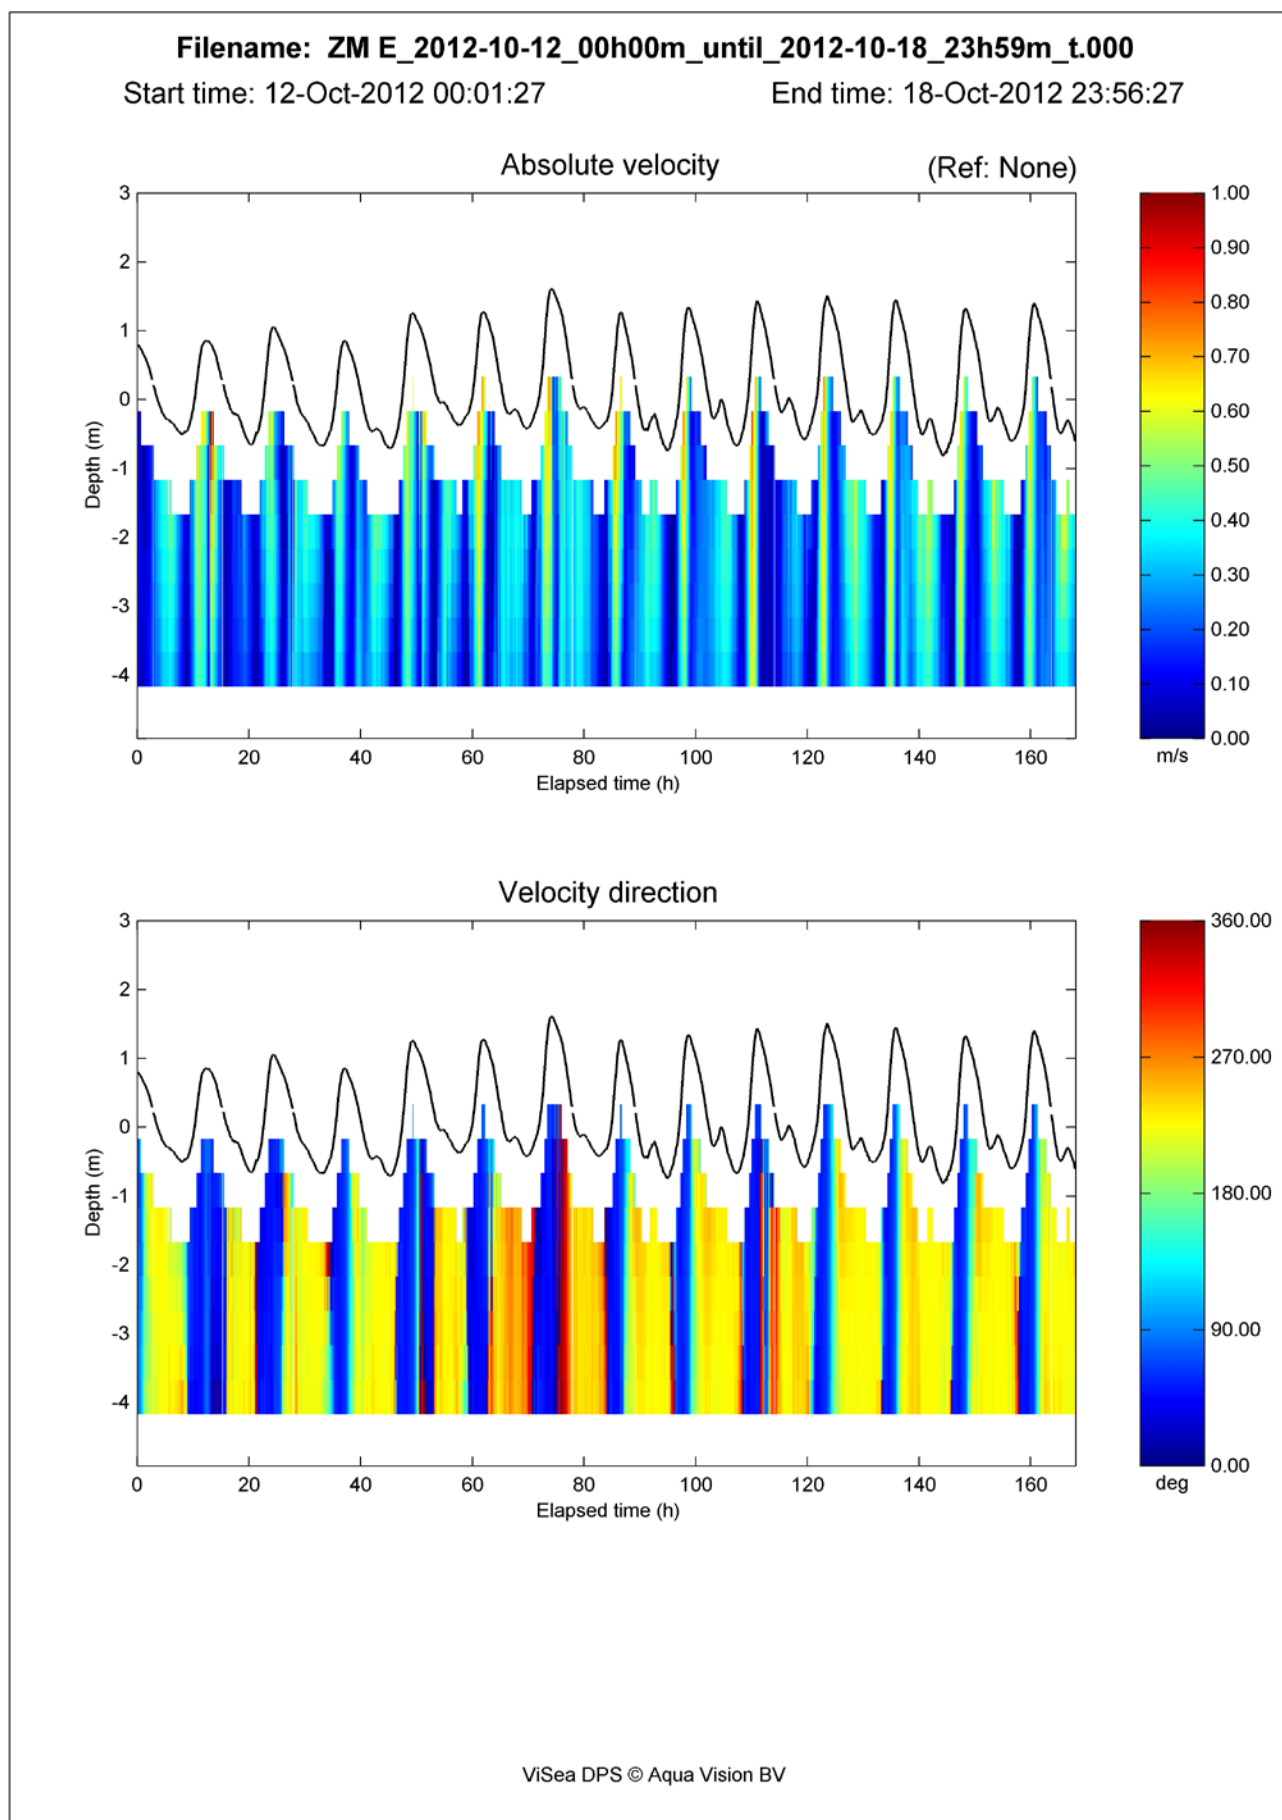 Filename: ZM E_2012-10-12_00h00m_until_2012-10-18_23h59m_t.000
Start time: 12-Oct-2012 00:01:27 End time: 18-Oct-2012 23:56:27
Absolute velocity (Ref: None)
3
2
1
0
-1
-2
-3
-4
Depth (m)
0 20 40 60 80 100 120 140 160
Elapsed time (h)
1.00
0.90
0.80
0.70
0.60
0.50
0.40
0.30
0.20
0.10
0.00
m/s
Velocity direction
3
2
1
0
-1
-2
-3
-4
Depth (m)
0 20 40 60 80 100 120 140 160
Elapsed time (h)
360.00
270.00
180.00
90.00
0.00
deg
ViSea DPS © Aqua Vision BV